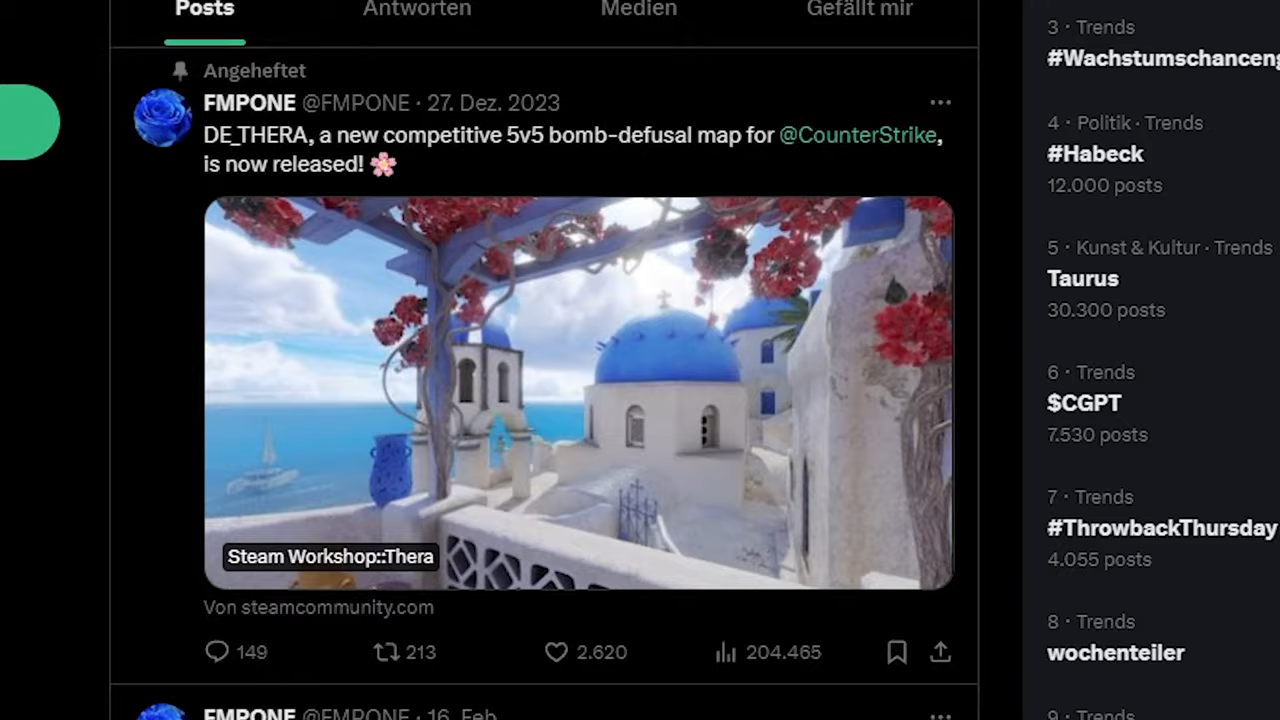 Posts
Antworten
Medien
Gefällt mir
Angeheftet
FMPONE @FMPONE · 27. Dez. 2023
DE_THERA, a new competitive 5v5 bomb-defusal map for @CounterStrike,
is now released! 🌸
Steam Workshop::Thera
Von steamcommunity.com
149
213
2.620
204.465
FMPONE @FMPONE · 16. Feb.
3 · Trends
4 · Politik · Trends
#Habeck
12.000 posts
5 · Kunst & Kultur · Trends
Taurus
30.300 posts
6 · Trends
$CGPT
7.530 posts
7 · Trends
#ThrowbackThursday
4.055 posts
8 · Trends
wochenteiler
9 · Trends